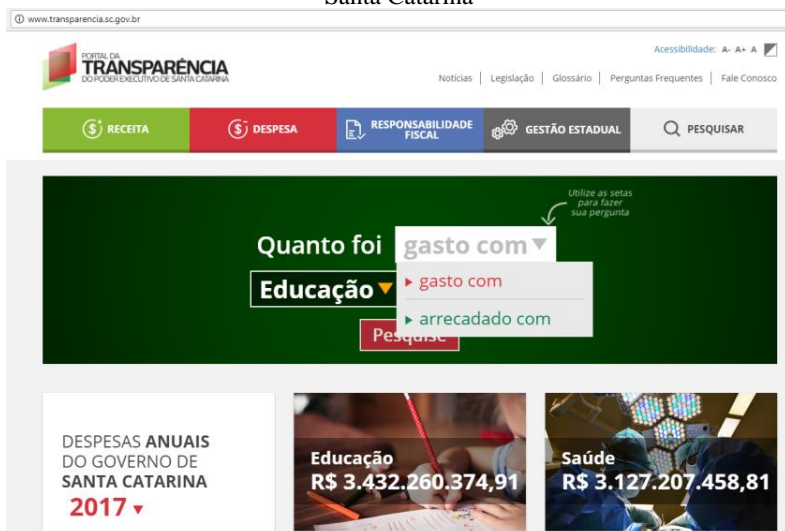 Santa Catarina
www.transparencia.sc.gov.br
Acessibilidade: A- A+ A
PORTAL DA
TRANSPARÊNCIA
DO PODER EXECUTIVO DE SANTA CATARINA
Notícias | Legislação | Glossário | Perguntas Frequentes | Fale Conosco
RECEITA
DESPESA
RESPONSABILIDADE
FISCAL
GESTÃO ESTADUAL
PESQUISAR
Utilize as setas
para fazer
sua pergunta
Quanto foi gasto com
Educação
gasto com
arrecadado com
Pesquise
DESPESAS ANUAIS
DO GOVERNO DE
SANTA CATARINA
2017
Educação
R$ 3.432.260.374,91
Saúde
R$ 3.127.207.458,81